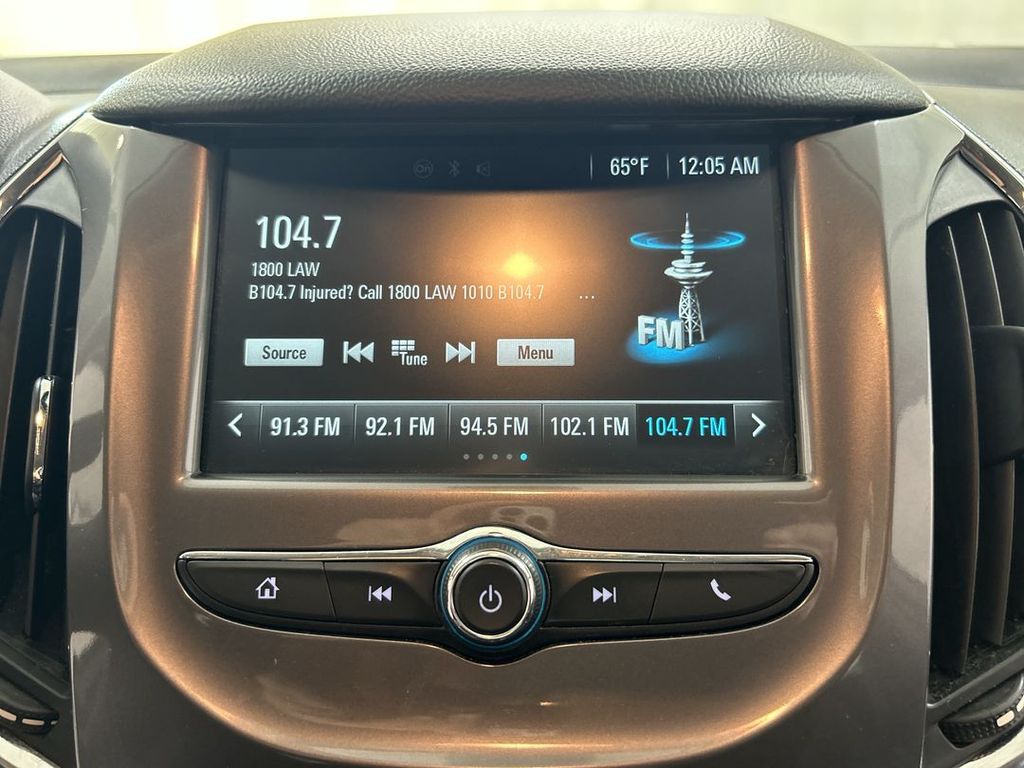 On
65°F
12:05 AM
104.7
1800 LAW
B104.7 Injured? Call 1800 LAW 1010 B104.7 ...
FM
Source
Tune
Menu
91.3 FM 92.1 FM 94.5 FM 102.1 FM 104.7 FM